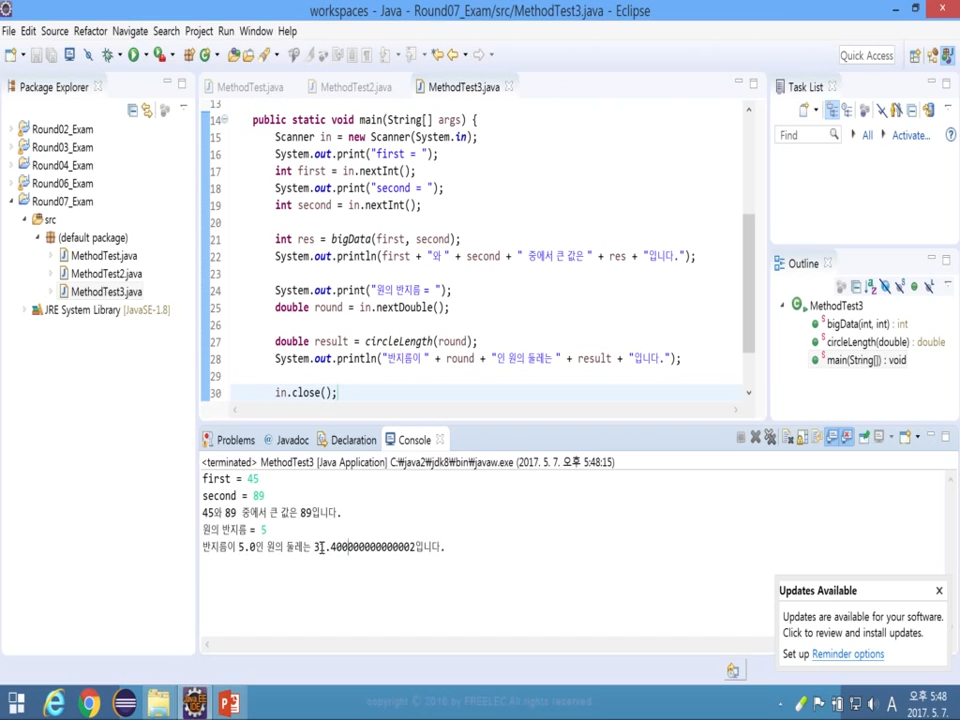 workspaces - Java - Round07_Exam/src/MethodTest3.java - Eclipse
File Edit Source Refactor Navigate Search Project Run Window Help
Quick Access
Package Explorer
MethodTest.java
MethodTest2.java
MethodTest3.java
Task List
Round02_Exam
Round03_Exam
Round04_Exam
Round06_Exam
Round07_Exam
src
(default package)
MethodTest.java
MethodTest2.java
MethodTest3.java
JRE System Library [JavaSE-1.8]
13
14 public static void main(String[] args) {
15 Scanner in = new Scanner(System.in);
16 System.out.print("first = ");
17 int first = in.nextInt();
18 System.out.print("second = ");
19 int second = in.nextInt();
20
21 int res = bigData(first, second);
22 System.out.println(first + "와 " + second + " 중에서 큰 값은 " + res + "입니다.");
23
24 System.out.print("원의 반지름 = ");
25 double round = in.nextDouble();
26
27 double result = circleLength(round);
28 System.out.println("반지름이 " + round + "인 원의 둘레는 " + result + "입니다.");
29
30 in.close();
Find
All
Activate...
Outline
MethodTest3
bigData(int, int) : int
circleLength(double) : double
main(String[]) : void
Problems
Javadoc
Declaration
Console
<terminated> MethodTest3 [Java Application] C:₩java2₩jdk8₩bin₩javaw.exe (2017. 5. 7. 오후 5:48:15)
first = 45
second = 89
45와 89 중에서 큰 값은 89입니다.
원의 반지름 = 5
반지름이 5.0인 원의 둘레는 31.400000000000002입니다.
Updates Available
Updates are available for your software.
Click to review and install updates.
Set up Reminder options
copyright © 2018 by FREELEC All rights reserved
A
오후 5:48
2017. 5. 7.